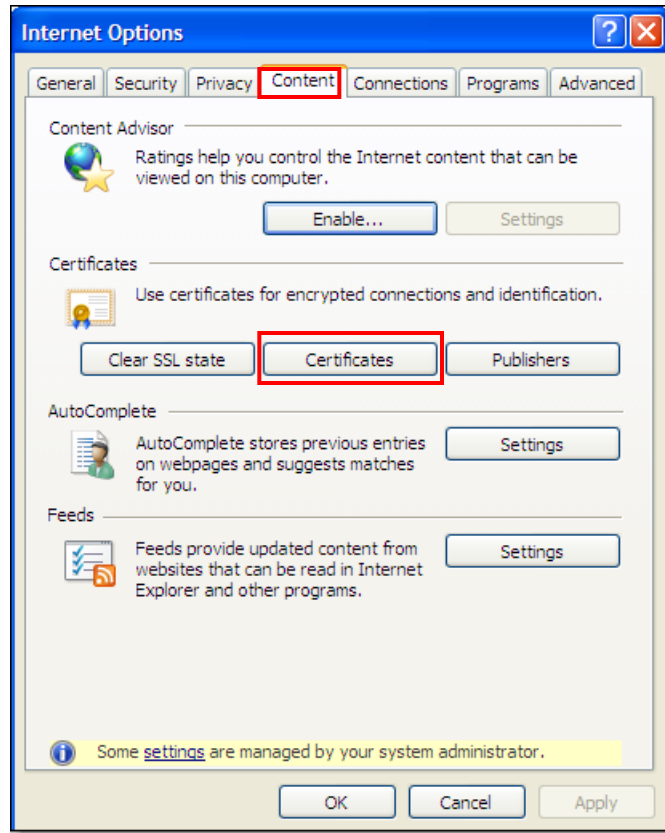 Internet Options
General Security Privacy Content Connections Programs Advanced
Content Advisor
Ratings help you control the Internet content that can be
viewed on this computer.
Enable... Settings
Certificates
Use certificates for encrypted connections and identification.
Clear SSL state Certificates Publishers
AutoComplete
AutoComplete stores previous entries
on webpages and suggests matches
for you.
Settings
Feeds
Feeds provide updated content from
websites that can be read in Internet
Explorer and other programs.
Settings
Some settings are managed by your system administrator.
OK Cancel Apply